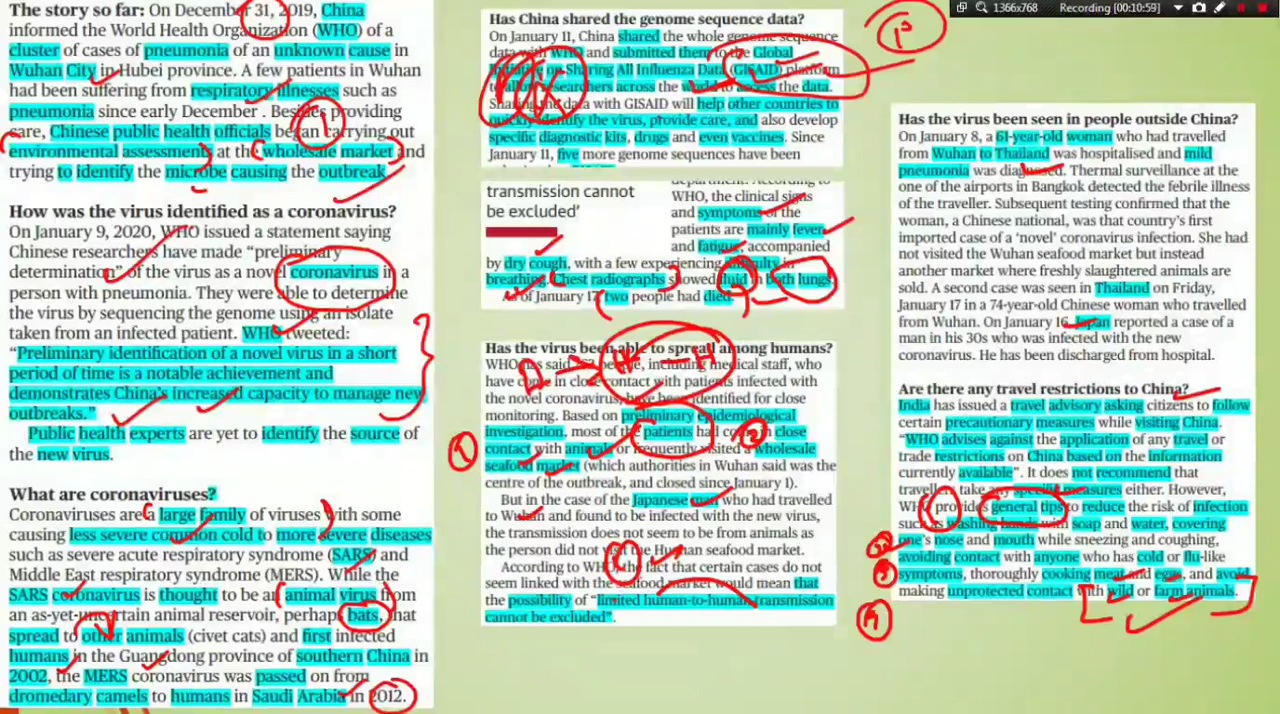 1366x768
Recording [00:10:59]
The story so far: On December 31, 2019, China
informed the World Health Organization (WHO) of a
cluster of cases of pneumonia of an unknown cause in
Wuhan City in Hubei province. A few patients in Wuhan
had been suffering from respiratory illnesses such as
pneumonia since early December . Besides providing
care, Chinese public health officials began carrying out
environmental assessments at the wholesale market and
trying to identify the microbe causing the outbreak.
How was the virus identified as a coronavirus?
On January 9, 2020, WHO issued a statement saying
Chinese researchers have made “preliminary
determination” of the virus as a novel coronavirus in a
person with pneumonia. They were able to determine
the virus by sequencing the genome using an isolate
taken from an infected patient. WHO tweeted:
“Preliminary identification of a novel virus in a short
period of time is a notable achievement and
demonstrates China’s increased capacity to manage new
outbreaks.”
Public health experts are yet to identify the source of
the new virus.
What are coronaviruses?
Coronaviruses are a large family of viruses with some
causing less severe common cold to more severe diseases
such as severe acute respiratory syndrome (SARS) and
Middle East respiratory syndrome (MERS). While the
SARS coronavirus is thought to be an animal virus from
an as-yet-uncertain animal reservoir, perhaps bats, that
spread to other animals (civet cats) and first infected
humans in the Guangdong province of southern China in
2002, the MERS coronavirus was passed on from
dromedary camels to humans in Saudi Arabia in 2012.
Has China shared the genome sequence data?
On January 11, China shared the whole genome sequence
data with WHO and submitted them to the Global
Initiative on Sharing All Influenza Data (GISAID) platform
to allow researchers across the world to access the data.
Sharing the data with GISAID will help other countries to
quickly identify the virus, provide care, and also develop
specific diagnostic kits, drugs and even vaccines. Since
January 11, five more genome sequences have been
transmission cannot
be excluded’
department. According to
WHO, the clinical signs
and symptoms of the
patients are mainly fever
and fatigue, accompanied
by dry cough, with a few experiencing difficulty in
breathing. Chest radiographs showed fluid in both lungs.
As of January 17, two people had died.
Has the virus been able to spread among humans?
WHO has said people, including medical staff, who
have come in close contact with patients infected with
the novel coronavirus, have been identified for close
monitoring. Based on preliminary epidemiological
investigation, most of the patients had come in close
contact with animals or frequently visited a wholesale
seafood market (which authorities in Wuhan said was the
centre of the outbreak, and closed since January 1).
But in the case of the Japanese man who had travelled
to Wuhan and found to be infected with the new virus,
the transmission does not seem to be from animals as
the person did not visit the Huanan seafood market.
According to WHO, the fact that certain cases do not
seem linked with the seafood market would mean that
the possibility of “limited human-to-human transmission
cannot be excluded”.
Has the virus been seen in people outside China?
On January 8, a 61-year-old woman who had travelled
from Wuhan to Thailand was hospitalised and mild
pneumonia was diagnosed. Thermal surveillance at the
one of the airports in Bangkok detected the febrile illness
of the traveller. Subsequent testing confirmed that the
woman, a Chinese national, was that country’s first
imported case of a ‘novel’ coronavirus infection. She had
not visited the Wuhan seafood market but instead
another market where freshly slaughtered animals are
sold. A second case was seen in Thailand on Friday,
January 17 in a 74-year-old Chinese woman who travelled
from Wuhan. On January 16, Japan reported a case of a
man in his 30s who was infected with the new
coronavirus. He has been discharged from hospital.
Are there any travel restrictions to China?
India has issued a travel advisory asking citizens to follow
certain precautionary measures while visiting China.
“WHO advises against the application of any travel or
trade restrictions on China based on the information
currently available”. It does not recommend that
travellers take any specific measures either. However,
WHO provides general tips to reduce the risk of infection
such as washing hands with soap and water, covering
one’s nose and mouth while sneezing and coughing,
avoiding contact with anyone who has cold or flu-like
symptoms, thoroughly cooking meat and eggs, and avoid
making unprotected contact with wild or farm animals.